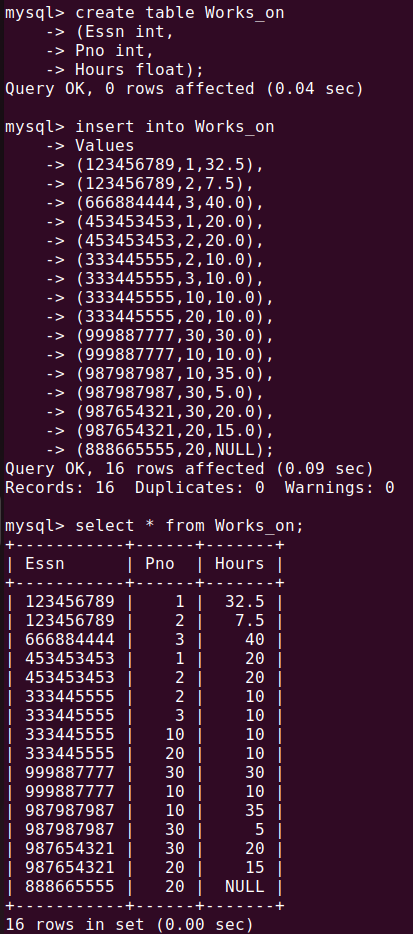 mysql> create table Works_on
    -> (Essn int,
    -> Pno int,
    -> Hours float);
Query OK, 0 rows affected (0.04 sec)

mysql> insert into Works_on
    -> Values
    -> (123456789,1,32.5),
    -> (123456789,2,7.5),
    -> (666884444,3,40.0),
    -> (453453453,1,20.0),
    -> (453453453,2,20.0),
    -> (333445555,2,10.0),
    -> (333445555,3,10.0),
    -> (333445555,10,10.0),
    -> (333445555,20,10.0),
    -> (999887777,30,30.0),
    -> (999887777,10,10.0),
    -> (987987987,10,35.0),
    -> (987987987,30,5.0),
    -> (987654321,30,20.0),
    -> (987654321,20,15.0),
    -> (888665555,20,NULL);
Query OK, 16 rows affected (0.09 sec)
Records: 16  Duplicates: 0  Warnings: 0

mysql> select * from Works_on;
+-----------+------+-------+
| Essn      | Pno  | Hours |
+-----------+------+-------+
| 123456789 |    1 |  32.5 |
| 123456789 |    2 |   7.5 |
| 666884444 |    3 |    40 |
| 453453453 |    1 |    20 |
| 453453453 |    2 |    20 |
| 333445555 |    2 |    10 |
| 333445555 |    3 |    10 |
| 333445555 |   10 |    10 |
| 333445555 |   20 |    10 |
| 999887777 |   30 |    30 |
| 999887777 |   10 |    10 |
| 987987987 |   10 |    35 |
| 987987987 |   30 |     5 |
| 987654321 |   30 |    20 |
| 987654321 |   20 |    15 |
| 888665555 |   20 |  NULL |
+-----------+------+-------+
16 rows in set (0.00 sec)